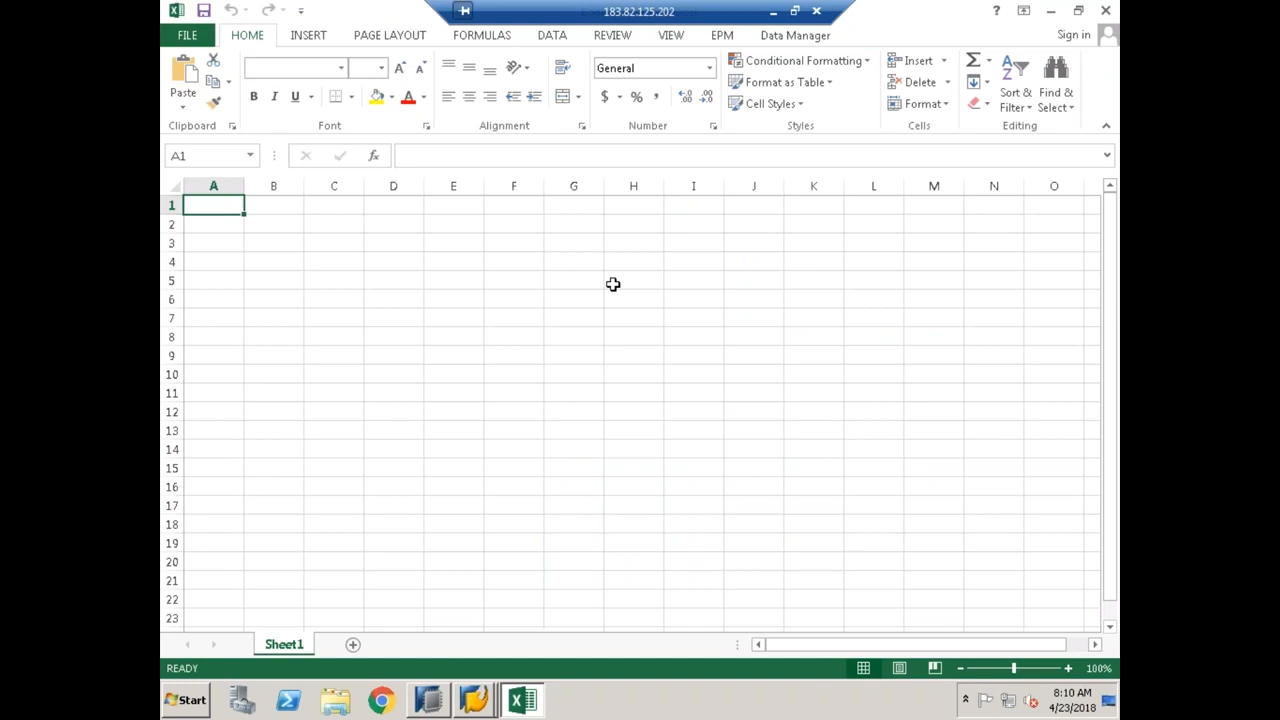 183.82.125.202
?
FILE HOME INSERT PAGE LAYOUT FORMULAS DATA REVIEW VIEW EPM Data Manager Sign in
Paste
B I U A
General
$ % ,
Conditional Formatting
Format as Table
Cell Styles
Insert
Delete
Format
Sort & Filter
Find & Select
Clipboard Font Alignment Number Styles Cells Editing
A1 fx
A B C D E F G H I J K L M N O
1
2
3
4
5
6
7
8
9
10
11
12
13
14
15
16
17
18
19
20
21
22
23
Sheet1
READY 100%
Start
8:10 AM
4/23/2018